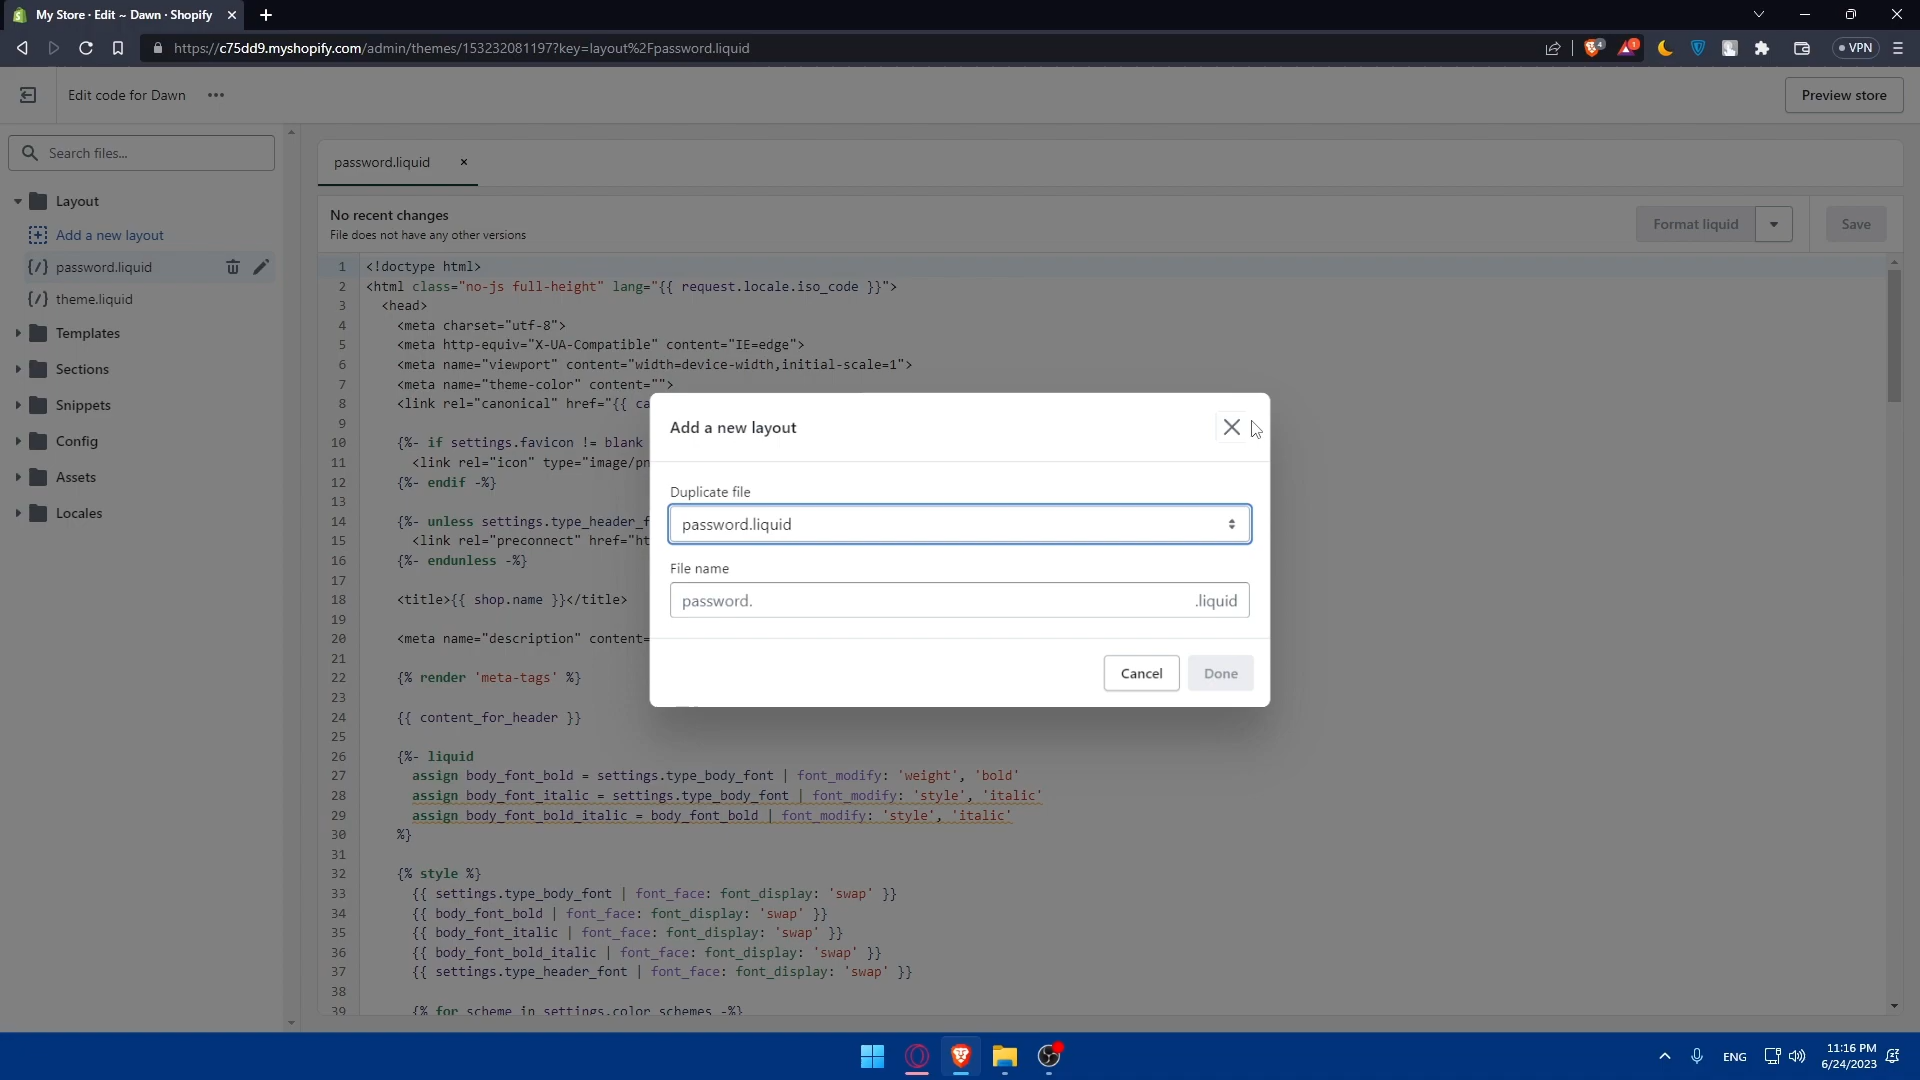 My Store · Edit ~ Dawn · Shopify
https://c75dd9.myshopify.com/admin/themes/153232081197?key=layout%2Fpassword.liquid
4
1
VPN
Edit code for Dawn
Preview store
Search files...
password.liquid
Layout
Add a new layout
password.liquid
theme.liquid
Templates
Sections
Snippets
Config
Assets
Locales
No recent changes
File does not have any other versions
Format liquid
Save
1 <!doctype html>
2 <html class="no-js full-height" lang="{{ request.locale.iso_code }}">
3 <head>
4 <meta charset="utf-8">
5 <meta http-equiv="X-UA-Compatible" content="IE=edge">
6 <meta name="viewport" content="width=device-width,initial-scale=1">
7 <meta name="theme-color" content="">
8 <link rel="canonical" href="{{ ca
9
10 {%- if settings.favicon != blank
11 <link rel="icon" type="image/pn
12 {%- endif -%}
13
14 {%- unless settings.type_header_f
15 <link rel="preconnect" href="ht
16 {%- endunless -%}
17
18 <title>{{ shop.name }}</title>
19
20 <meta name="description" content=
21
22 {% render 'meta-tags' %}
23
24 {{ content_for_header }}
25
26 {%- liquid
27 assign body_font_bold = settings.type_body_font | font_modify: 'weight', 'bold'
28 assign body_font_italic = settings.type_body_font | font_modify: 'style', 'italic'
29 assign body_font_bold_italic = body_font_bold | font_modify: 'style', 'italic'
30 %}
31
32 {% style %}
33 {{ settings.type_body_font | font_face: font_display: 'swap' }}
34 {{ body_font_bold | font_face: font_display: 'swap' }}
35 {{ body_font_italic | font_face: font_display: 'swap' }}
36 {{ body_font_bold_italic | font_face: font_display: 'swap' }}
37 {{ settings.type_header_font | font_face: font_display: 'swap' }}
38
39 {% for scheme in settings.color_schemes -%}
Add a new layout
Duplicate file
password.liquid
File name
password. .liquid
Cancel
Done
ENG
11:16 PM
6/24/2023